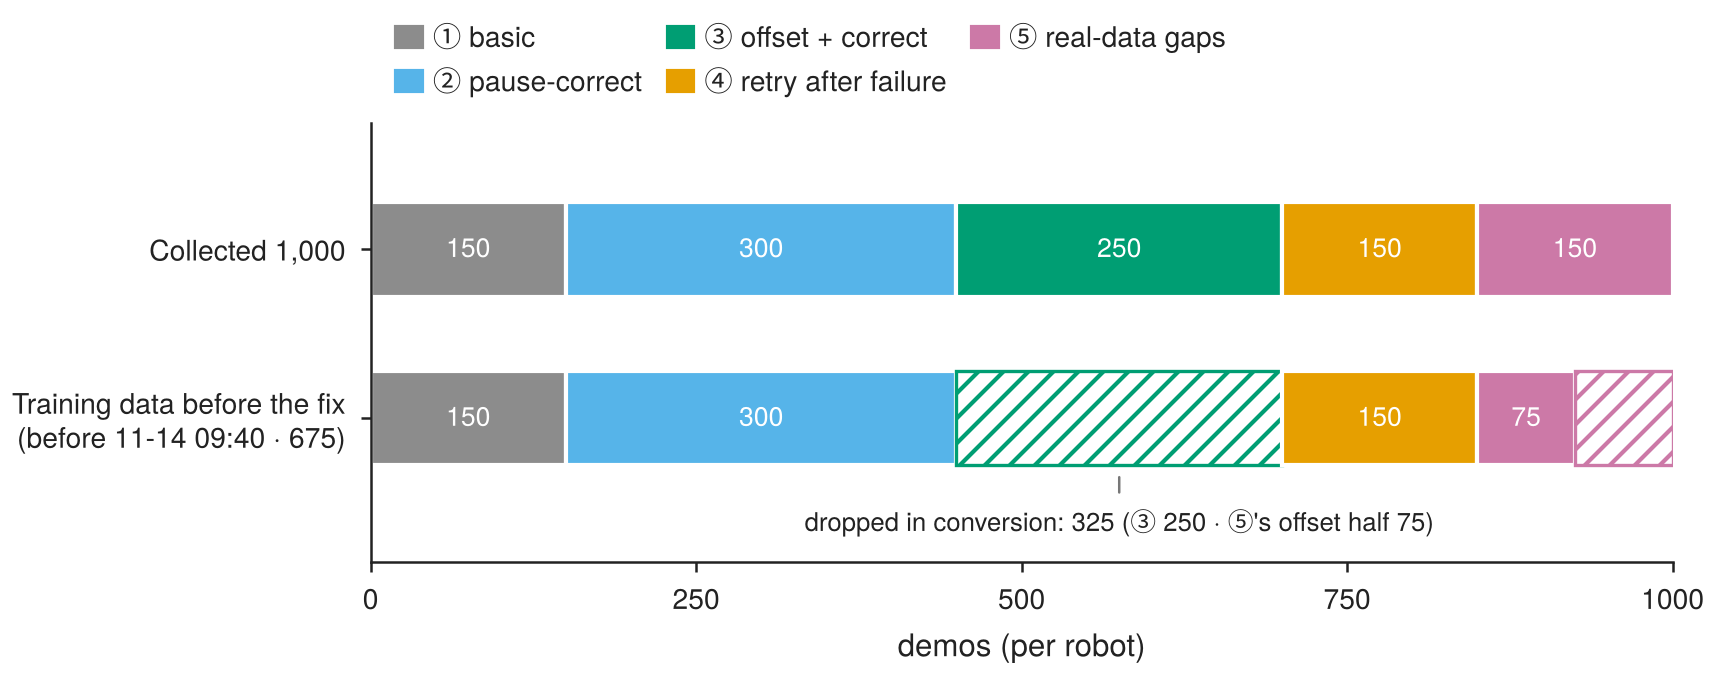 ① basic
② pause-correct
③ offset + correct
④ retry after failure
⑤ real-data gaps
Collected 1,000
150
300
250
150
150
Training data before the fix
(before 11-14 09:40 · 675)
150
300
150
75
dropped in conversion: 325 (③ 250 · ⑤'s offset half 75)
0
250
500
750
1000
demos (per robot)